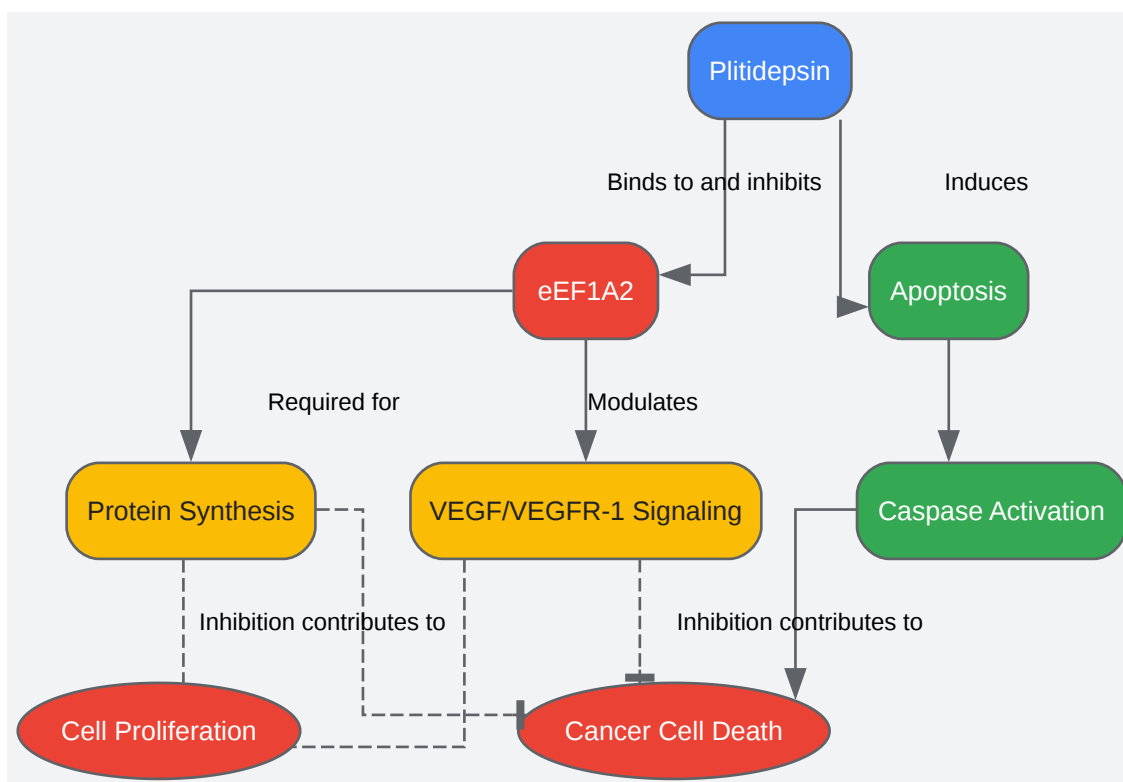 Plitidepsin
Binds to and inhibits
Induces
eEF1A2
Apoptosis
Required for
Modulates
Protein Synthesis
VEGF/VEGFR-1 Signaling
Caspase Activation
Inhibition contributes to
Inhibition contributes to
Cell Proliferation
Cancer Cell Death